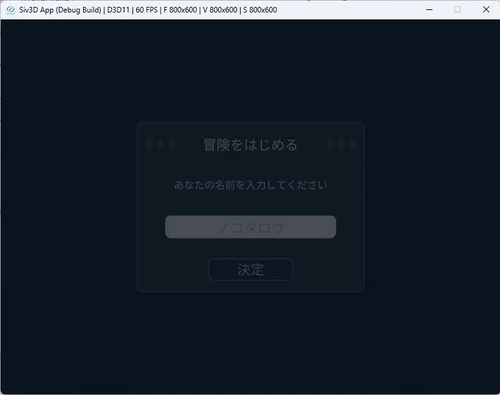 Siv3D App (Debug Build) | D3D11 | 60 FPS | F 800x600 | V 800x600 | S 800x600
冒険をはじめる
あなたの名前を入力してください
ノコタロウ
決定